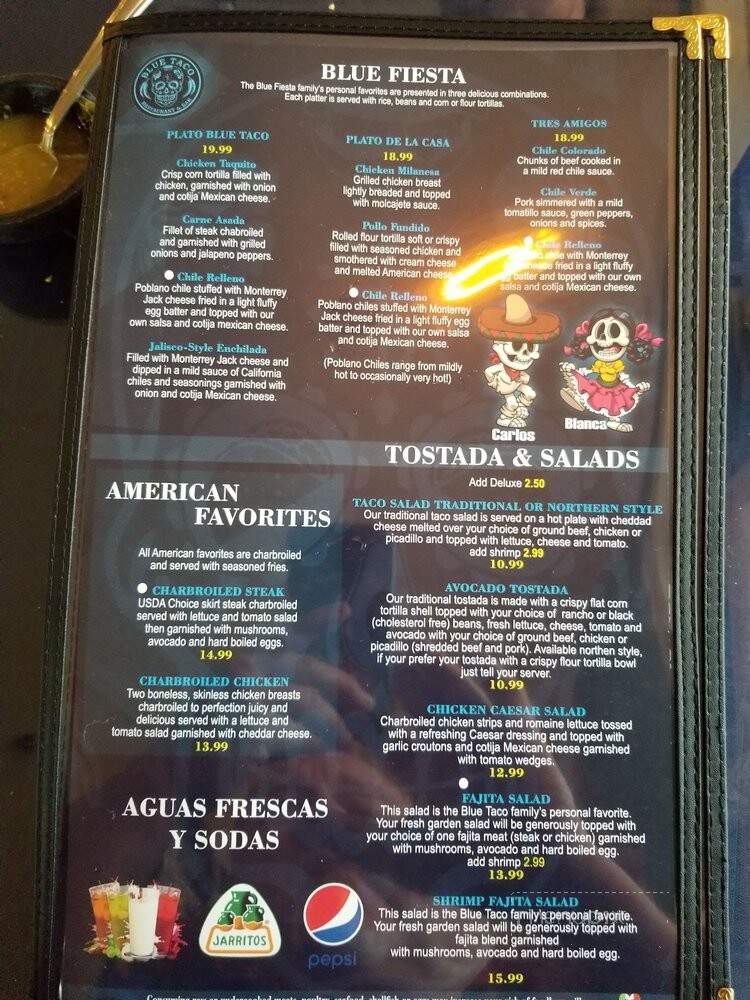 BLUE TACO
RESTAURANT & BAR
BLUE FIESTA
The Blue Fiesta family's personal favorites are presented in three delicious combinations.
Each platter is served with rice, beans and corn or flour tortillas.
PLATO BLUE TACO
19.99
Chicken Taquito
Crisp corn tortilla filled with
chicken, garnished with onion
and cotija Mexican cheese.
Carne Asada
Fillet of steak chabroiled
and garnished with grilled
onions and jalapeno peppers.
Chile Relleno
Poblano chile stuffed with Monterrey
Jack cheese fried in a light fluffy
egg batter and topped with our
own salsa and cotija mexican cheese.
Jalisco-Style Enchilada
Filled with Monterey Jack cheese and
dipped in a mild sauce of California
chiles and seasonings garnished with
onion and cotija Mexican cheese.
PLATO DE LA CASA
18.99
Chicken Milanesa
Grilled chicken breast
lightly breaded and topped
with molcajete sauce.
Pollo Fundido
Rolled flour tortilla soft or crispy
filled with seasoned chicken and
smothered with cream cheese
and melted American cheese.
Chile Relleno
Poblano chiles stuffed with Monterrey
Jack cheese fried in a light fluffy egg
batter and topped with our own salsa
and cotija Mexican cheese.
(Poblano Chiles range from mildly
hot to occasionally very hot!)
TRES AMIGOS
18.99
Chile Colorado
Chunks of beef cooked in
a mild red chile sauce.
Chile Verde
Pork simmered with a mild
tomatillo sauce, green peppers,
onions and spices.
Chile Relleno
chile with Monterrey
fried in a light fluffy
batter and topped with our own
salsa and cotija Mexican cheese.
Carlos
Blanca
AMERICAN
FAVORITES
All American favorites are charbroiled
and served with seasoned fries.
CHARBROILED STEAK
USDA Choice skirt steak charbroiled
served with lettuce and tomato salad
then garnished with mushrooms,
avocado and hard boiled eggs.
14.99
CHARBROILED CHICKEN
Two boneless, skinless chicken breasts
charbroiled to perfection juicy and
delicious served with a lettuce and
tomato salad garnished with cheddar cheese.
13.99
AGUAS FRESCAS
Y SODAS
JARRITOS
pepsi
TOSTADA & SALADS
Add Deluxe 2.50
TACO SALAD TRADITIONAL OR NORTHERN STYLE
Our traditional taco salad is served on a hot plate with cheddad
cheese melted over your choice of ground beef, chicken or
picadillo and topped with lettuce, cheese and tomato.
add shrimp 2.99
10.99
AVOCADO TOSTADA
Our traditional tostada is made with a crispy flat corn
tortilla shell topped with your choice of rancho or black
(cholesterol free) beans, fresh lettuce, cheese, tomato and
avocado with your choice of ground beef, chicken or
picadillo (shredded beef and pork). Available northen style,
if your prefer your tostada with a crispy flour tortilla bowl
just tell your server.
10.99
CHICKEN CAESAR SALAD
Charbroiled chicken strips and romaine lettuce tossed
with a refreshing Caesar dressing and topped with
garlic croutons and cotija Mexican cheese garnished
with tomato wedges.
12.99
FAJITA SALAD
This salad is the Blue Taco family's personal favorite.
Your fresh garden salad will be generously topped with
your choice of one fajita meat (steak or chicken) garnished
with mushrooms, avocado and hard boiled egg.
add shrimp 2.99
13.99
SHRIMP FAJITA SALAD
This salad is the Blue Taco family's personal favorite.
Your fresh garden salad will be generously topped with
fajita blend garnished
with mushrooms, avocado and hard boiled egg.
15.99